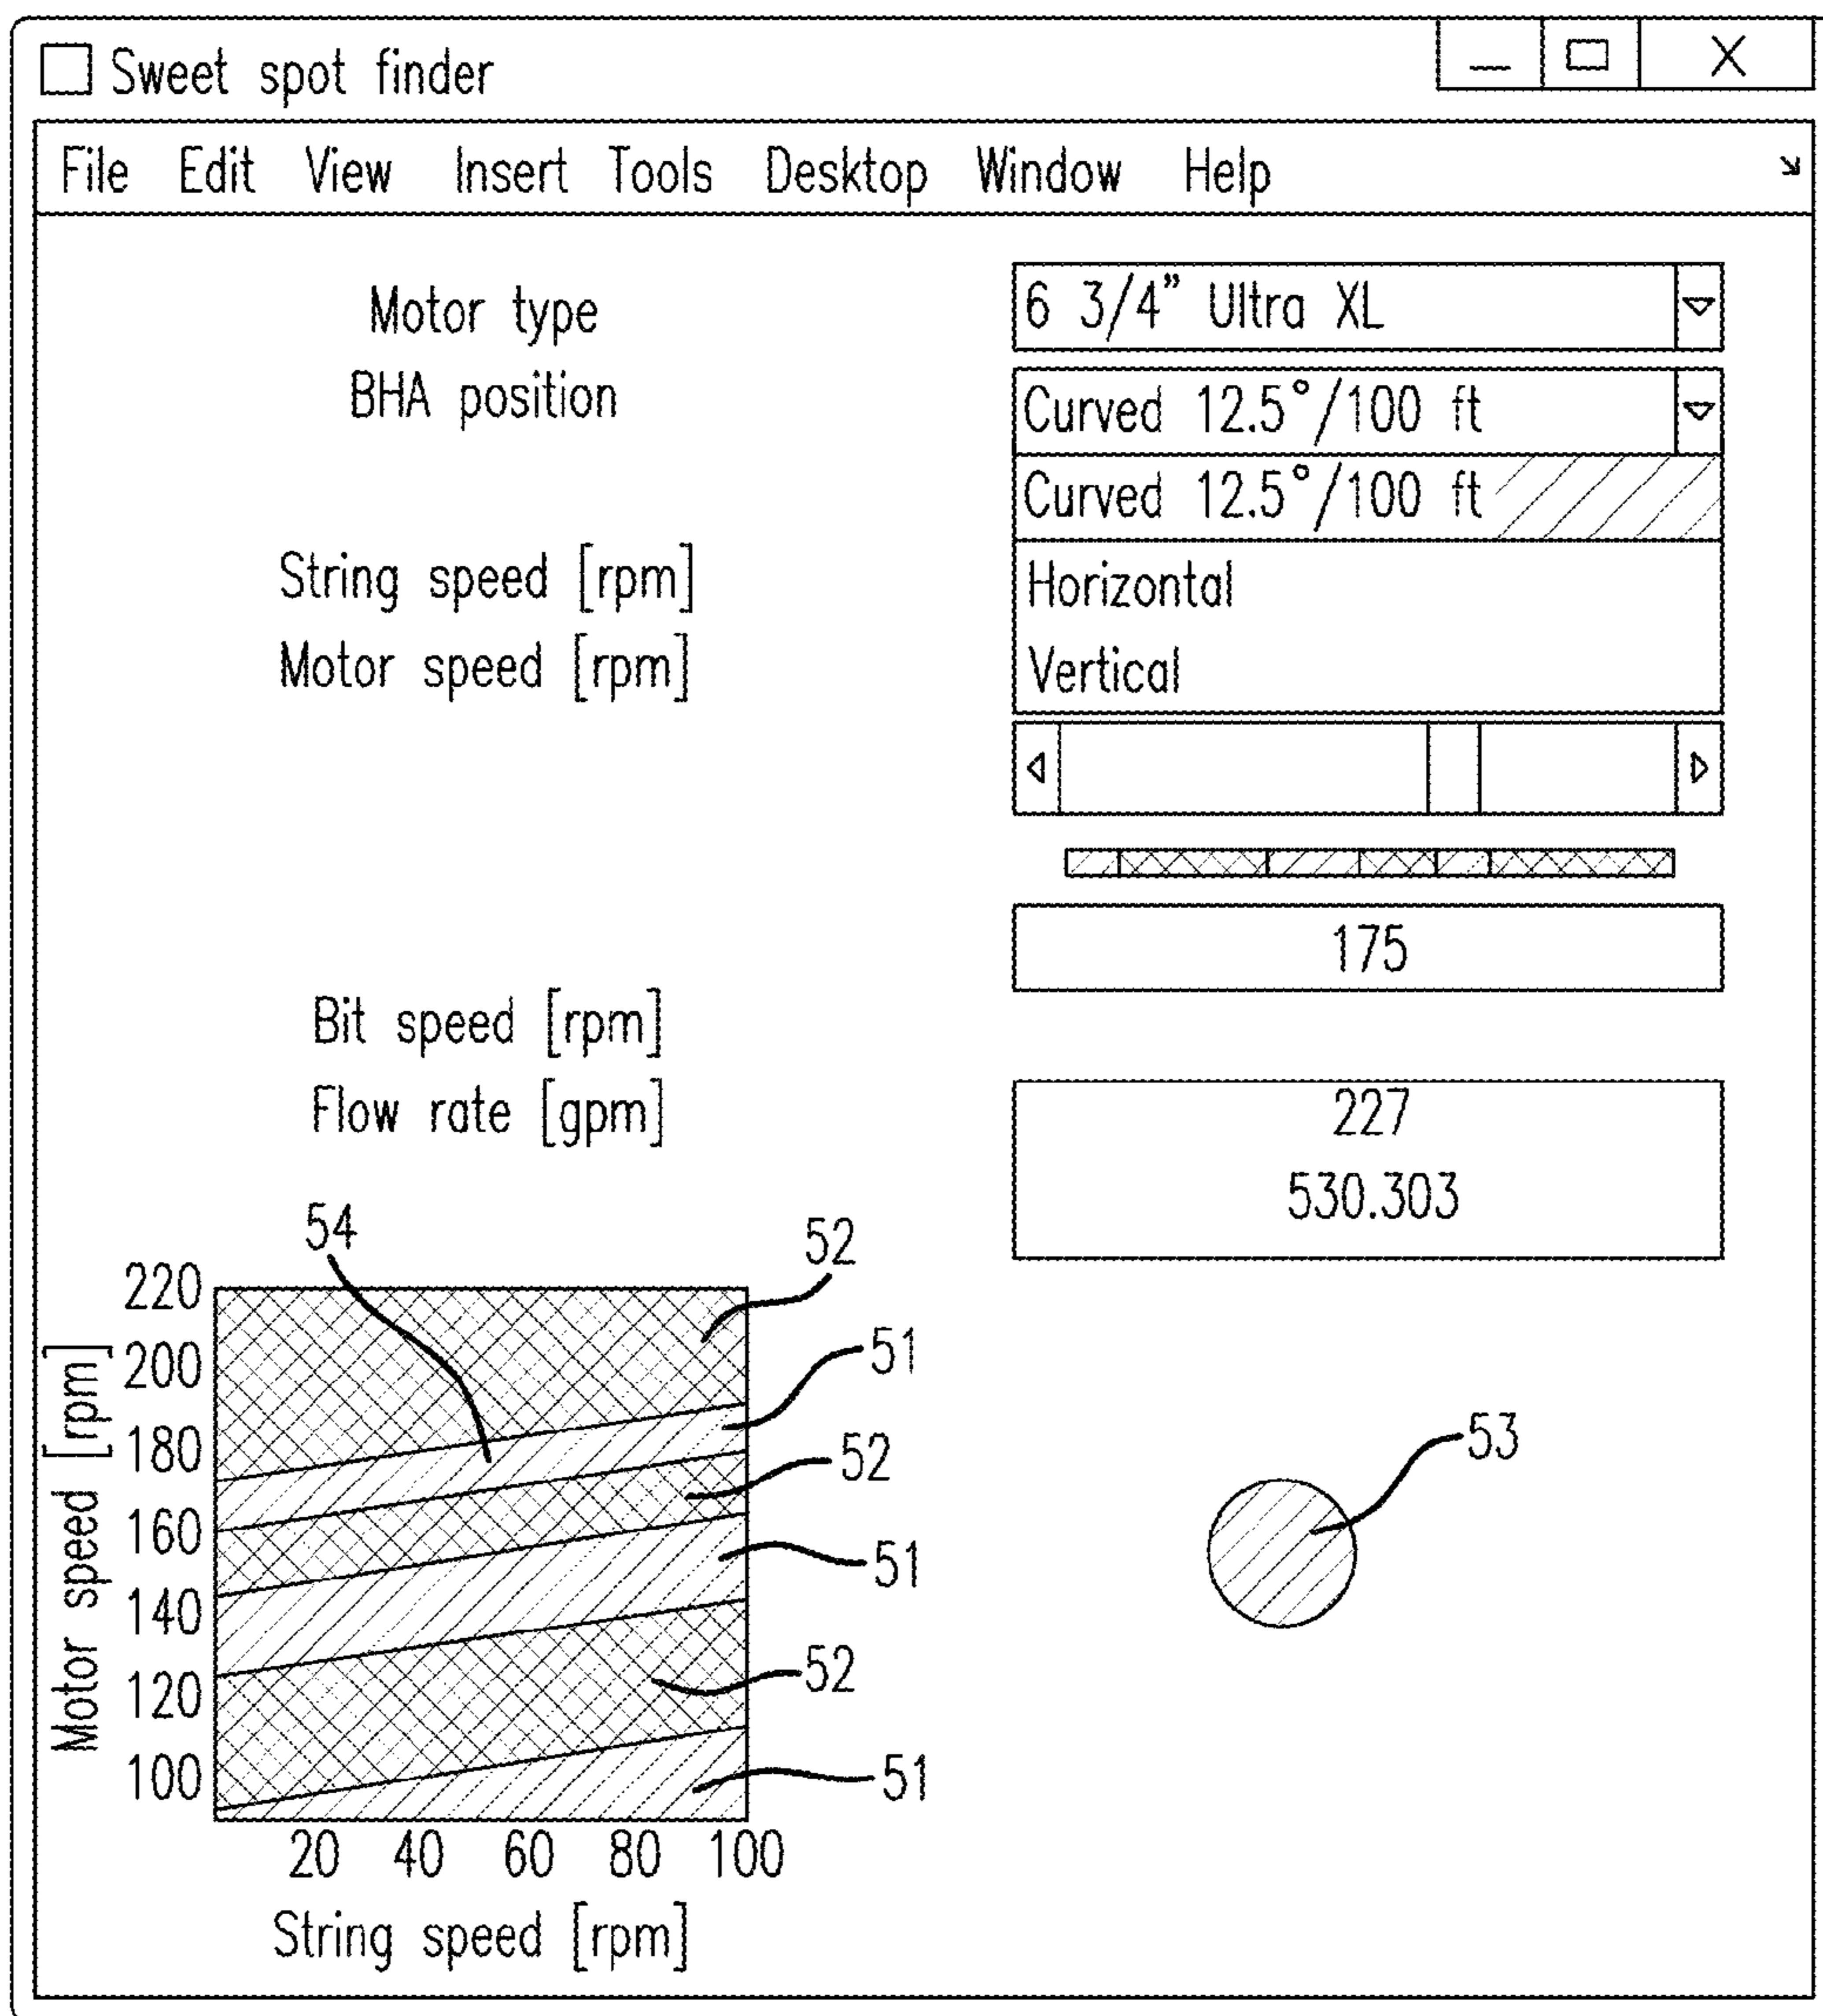 Sweet spot finder
File Edit View Insert Tools Desktop Window Help
Motor type 6 3/4” Ultra XL
BHA position Curved 12.5°/100 ft
Curved 12.5°/100 ft
String speed [rpm] Horizontal
Motor speed [rpm] Vertical
175
Bit speed [rpm]
Flow rate [gpm] 227
530.303
54 52
220
51
200
52
180
53
160
51
140
52
120
51
100
Motor speed [rpm]
20 40 60 80 100
String speed [rpm]